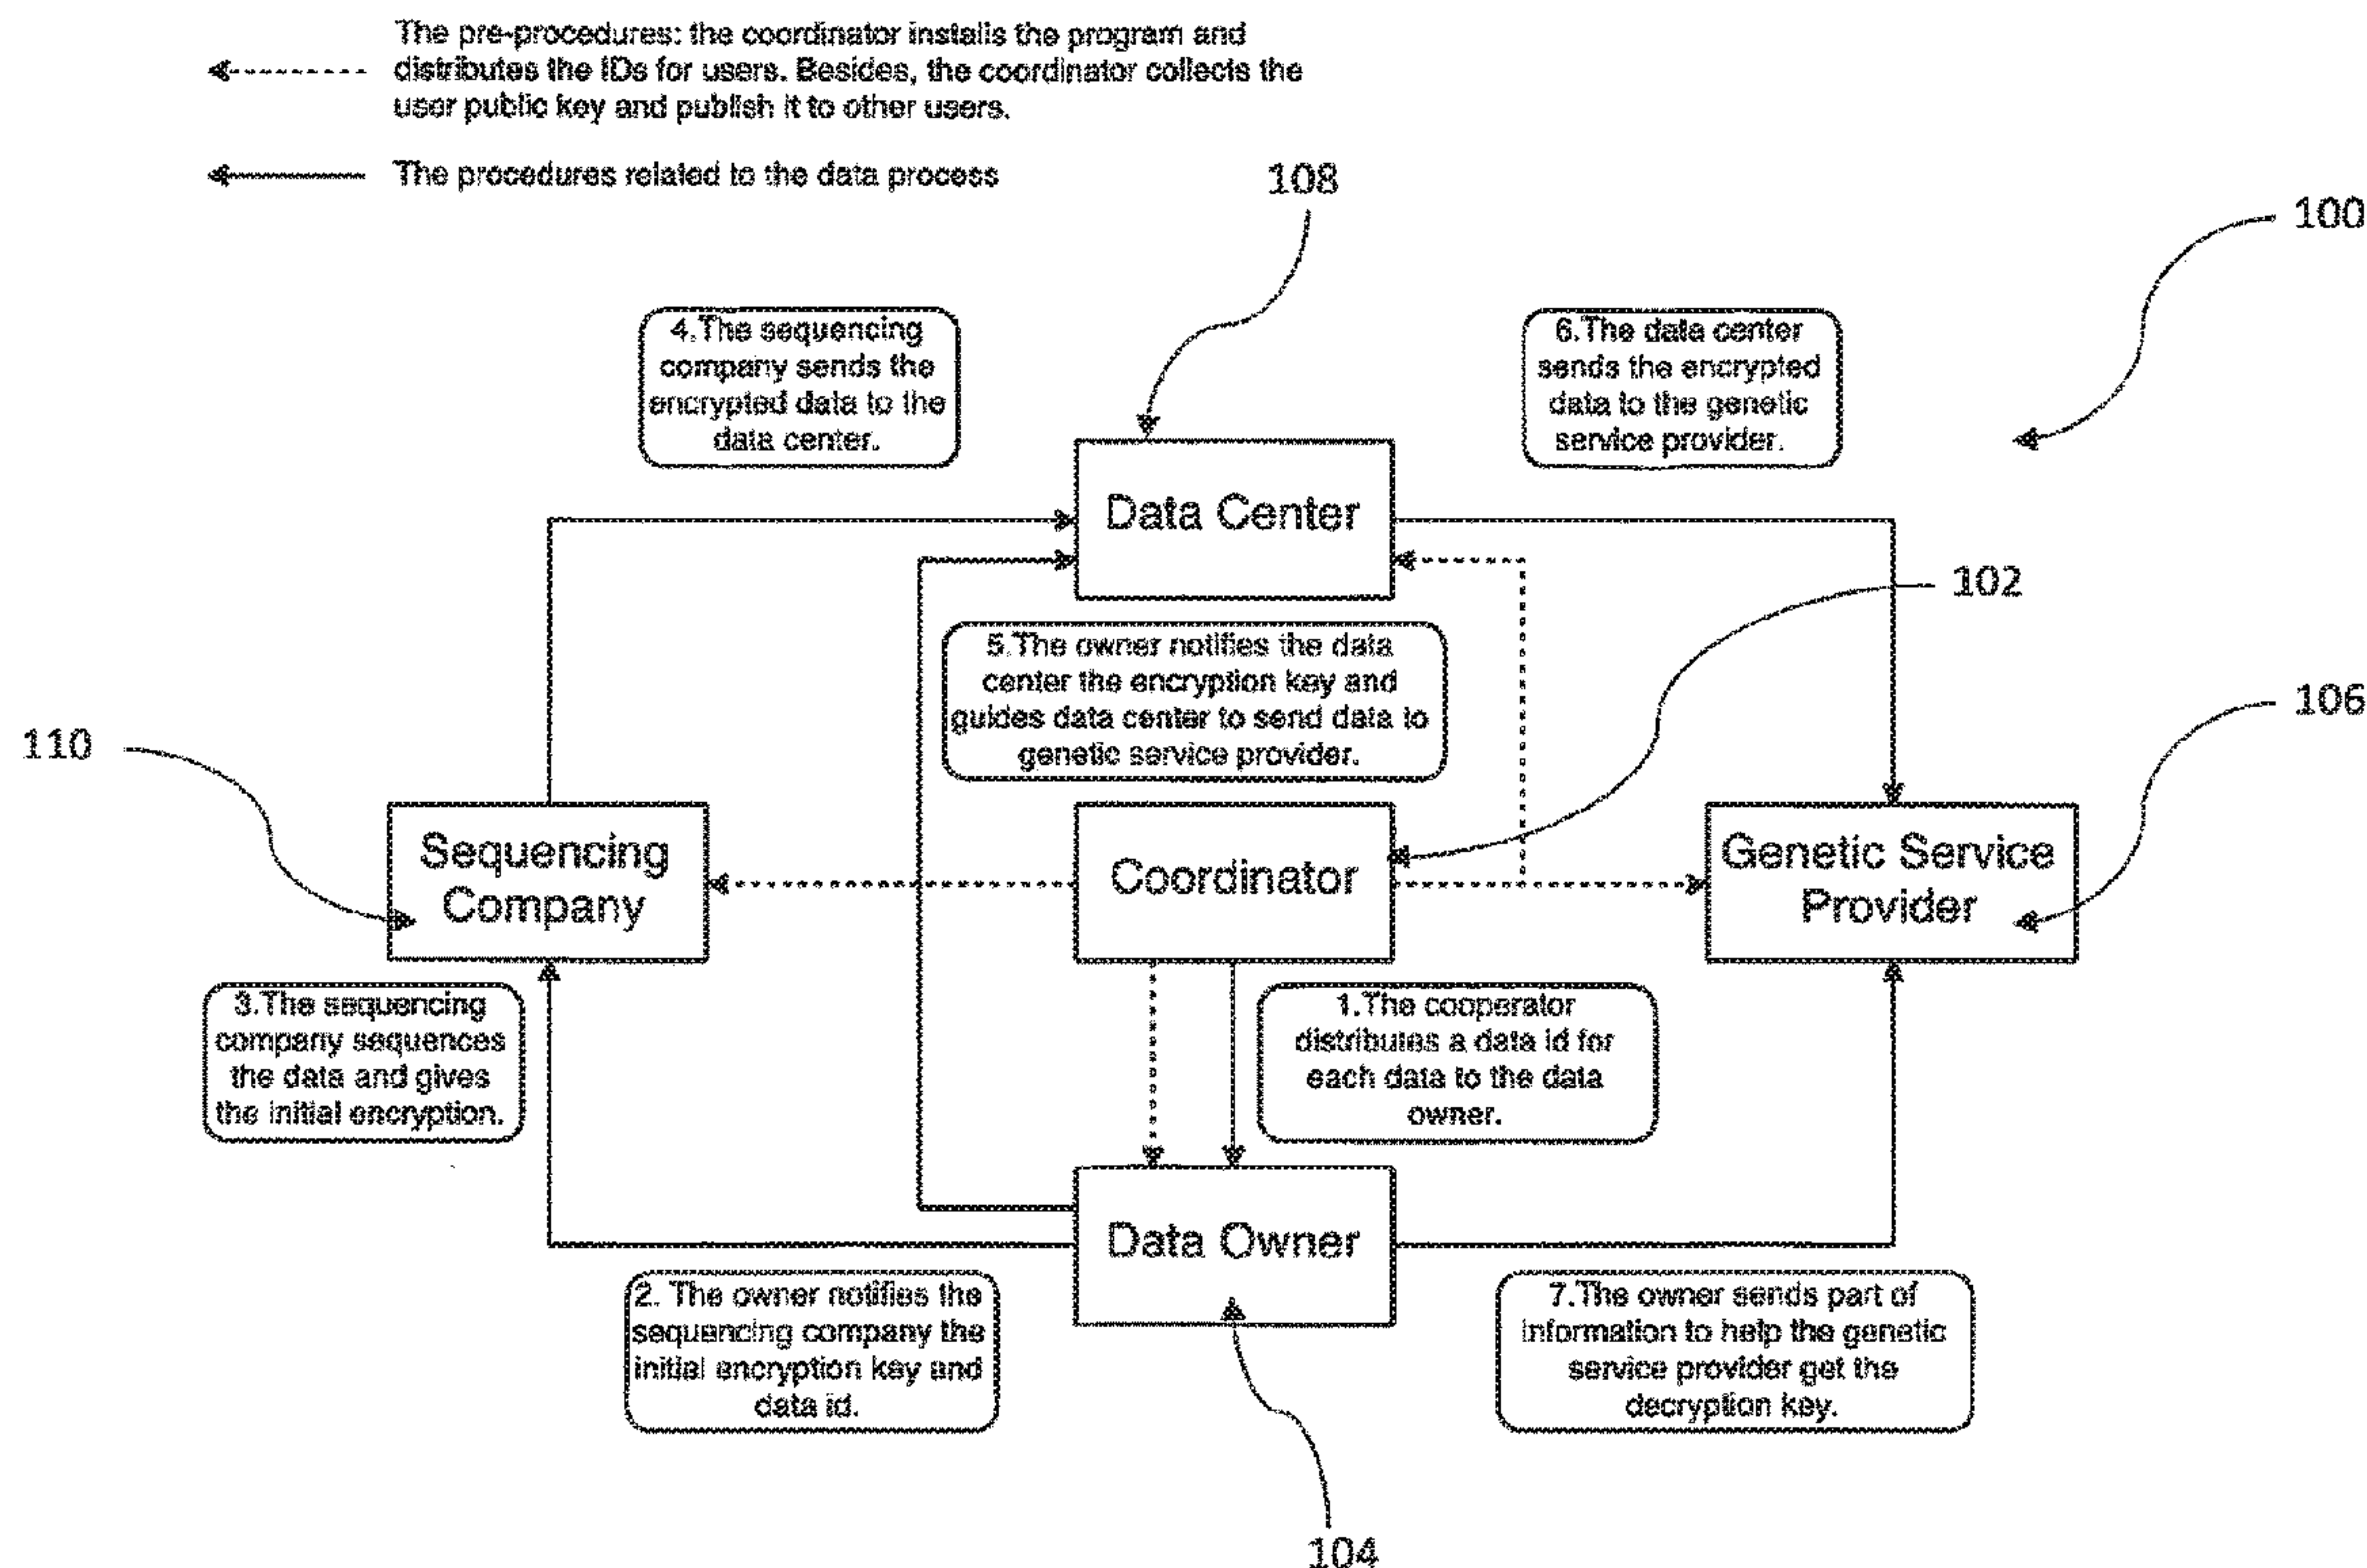 The pre-procedures: the coordinator installs the program and
distributes the IDs for users. Besides, the coordinator collects the
user public key and publish it to other users.
The procedures related to the data process
108
100
4.The sequencing
company sends the
encrypted data to the
data center.
6.The data center
sends the encrypted
data to the genetic
service provider.
Data Center
102
5.The owner notifies the data
center the encryption key and
guides data center to send data to
genetic service provider.
106
110
Sequencing
Company
Coordinator
Genetic Service
Provider
3.The sequencing
company sequences
the data and gives
the initial encryption.
1.The cooperator
distributes a data id for
each data to the data
owner.
Data Owner
2. The owner notifies the
sequencing company the
initial encryption key and
data id.
7.The owner sends part of
information to help the genetic
service provider get the
decryption key.
104